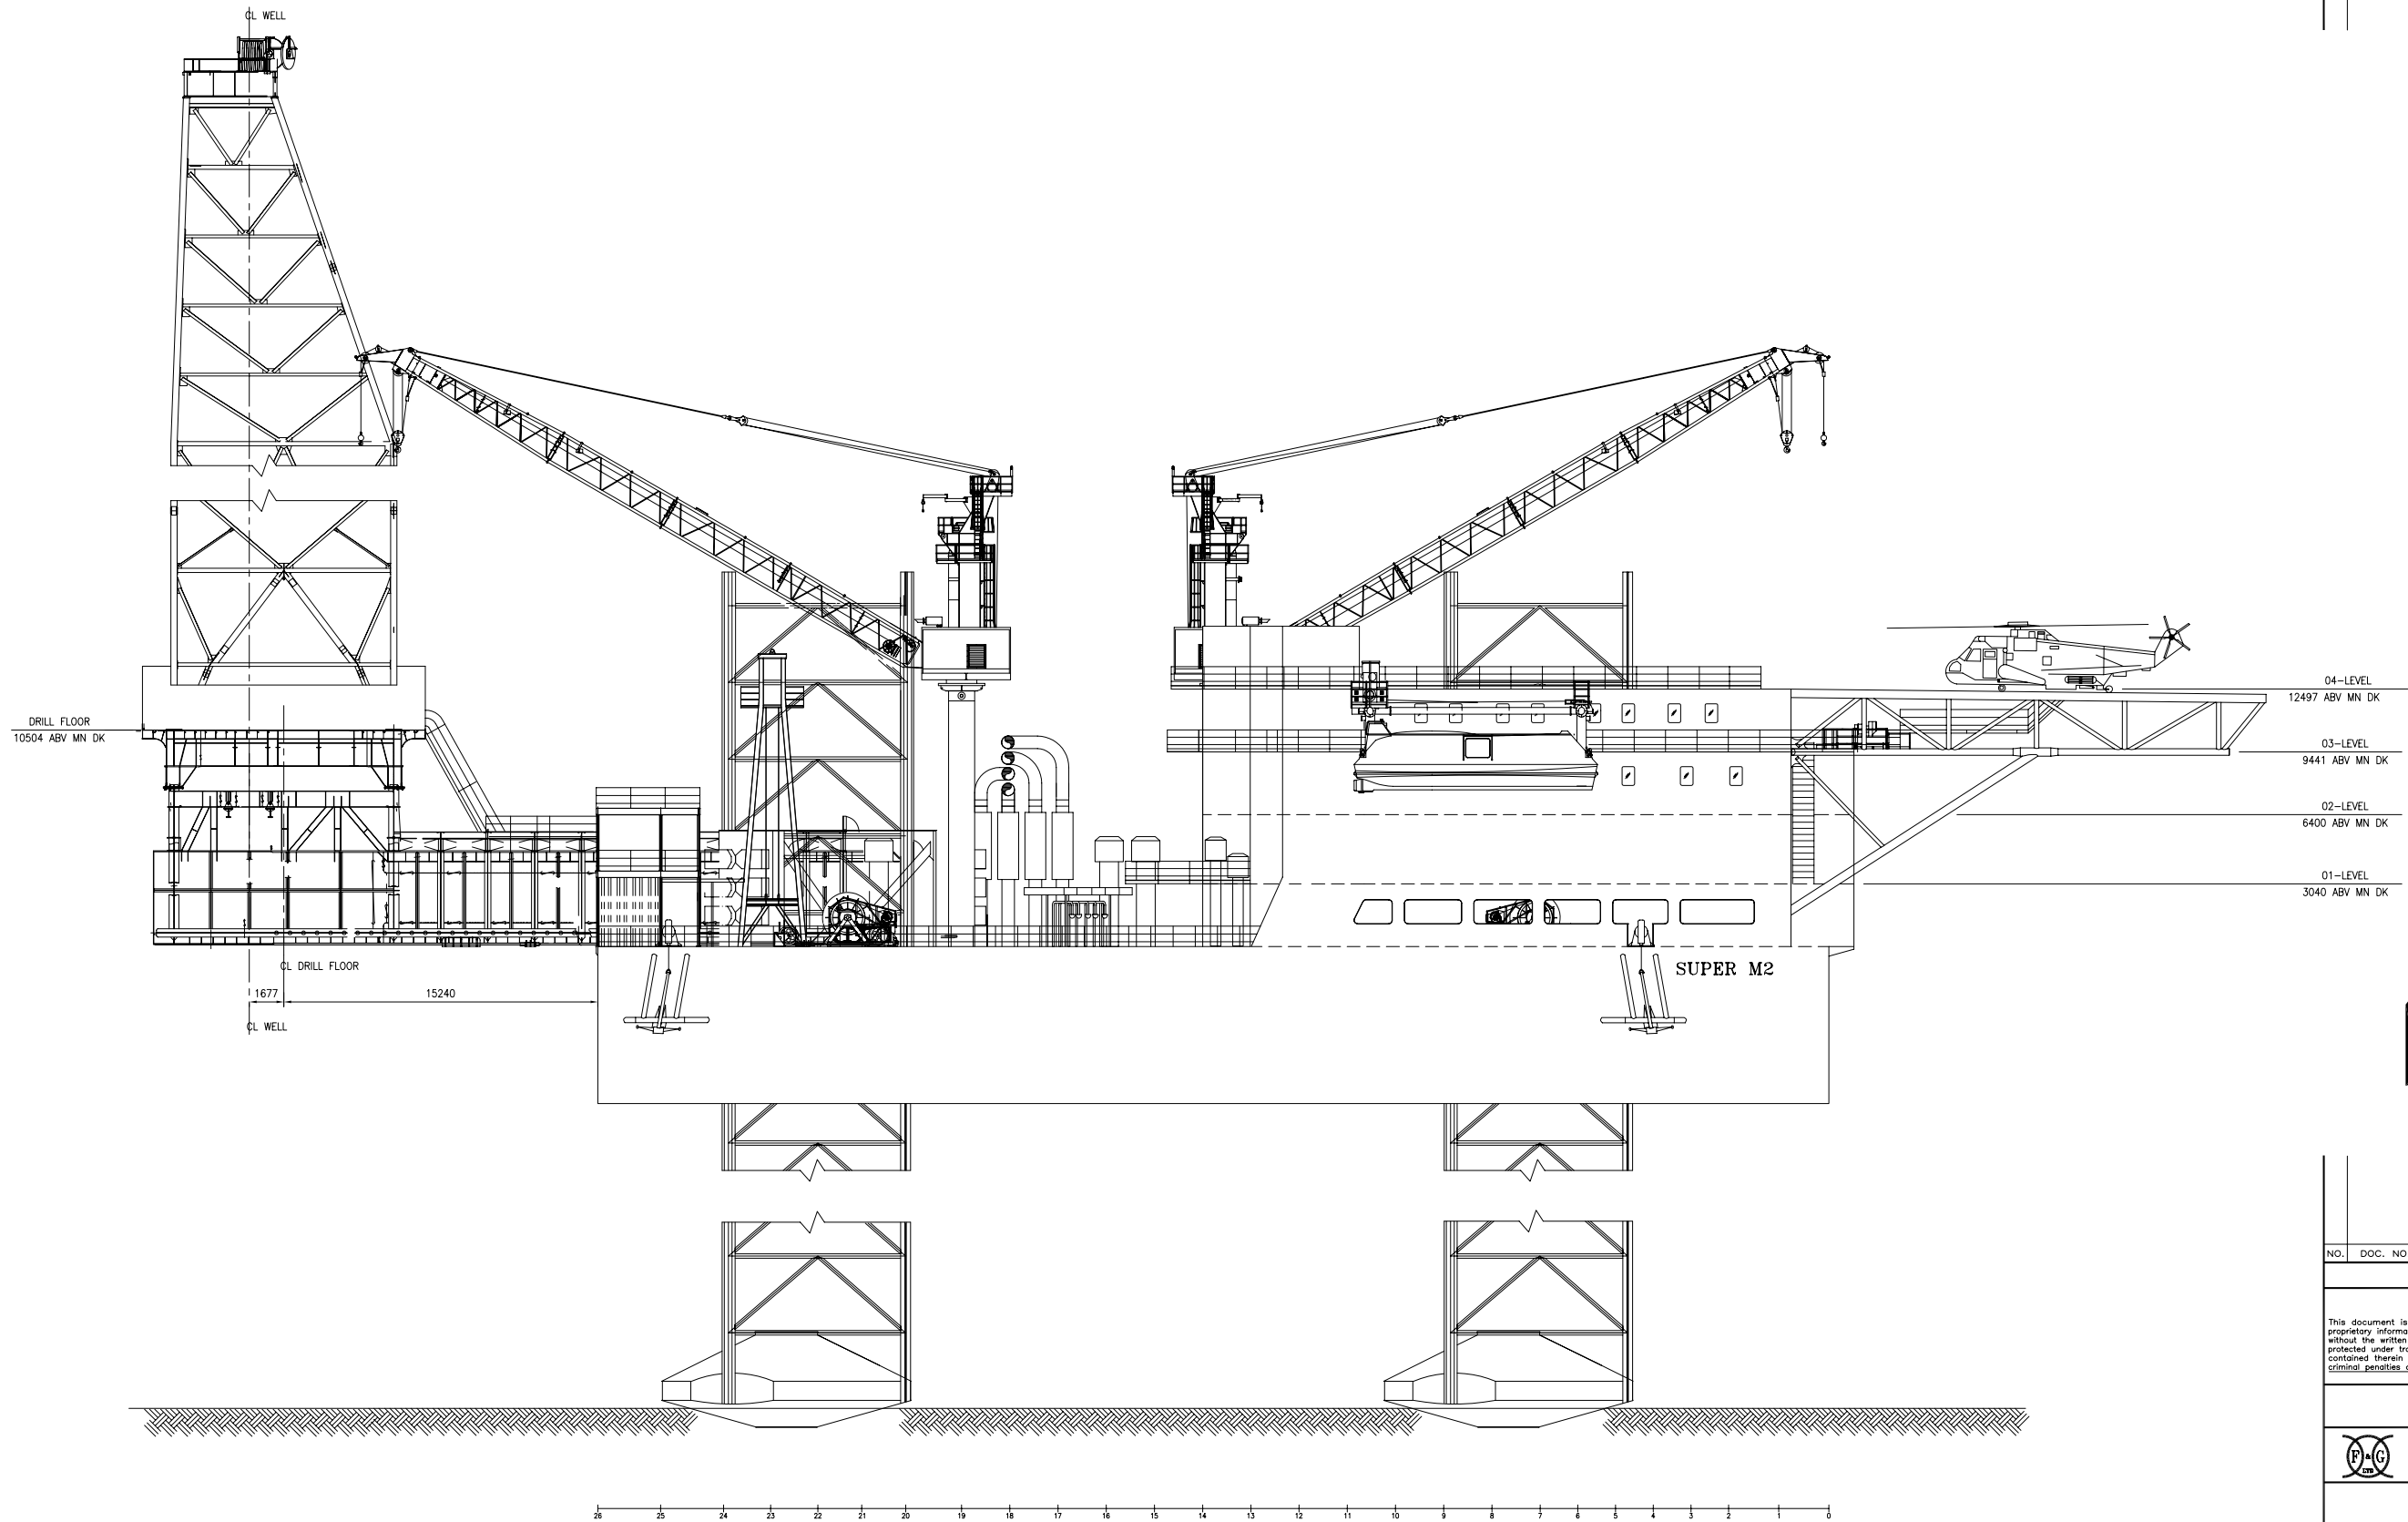 CL WELL
04-LEVEL
12497 ABV MN DK
DRILL FLOOR
10504 ABV MN DK
03-LEVEL
9441 ABV MN DK
02-LEVEL
6400 ABV MN DK
01-LEVEL
3040 ABV MN DK
CL DRILL FLOOR
SUPER M2
1677
15240
CL WELL
NO. DOC. NO
This document is
proprietary informa
without the written
protected under tra
contained therein
criminal penalties
F&G
LTD
26 25 24 23 22 21 20 19 18 17 16 15 14 13 12 11 10 9 8 7 6 5 4 3 2 1 0